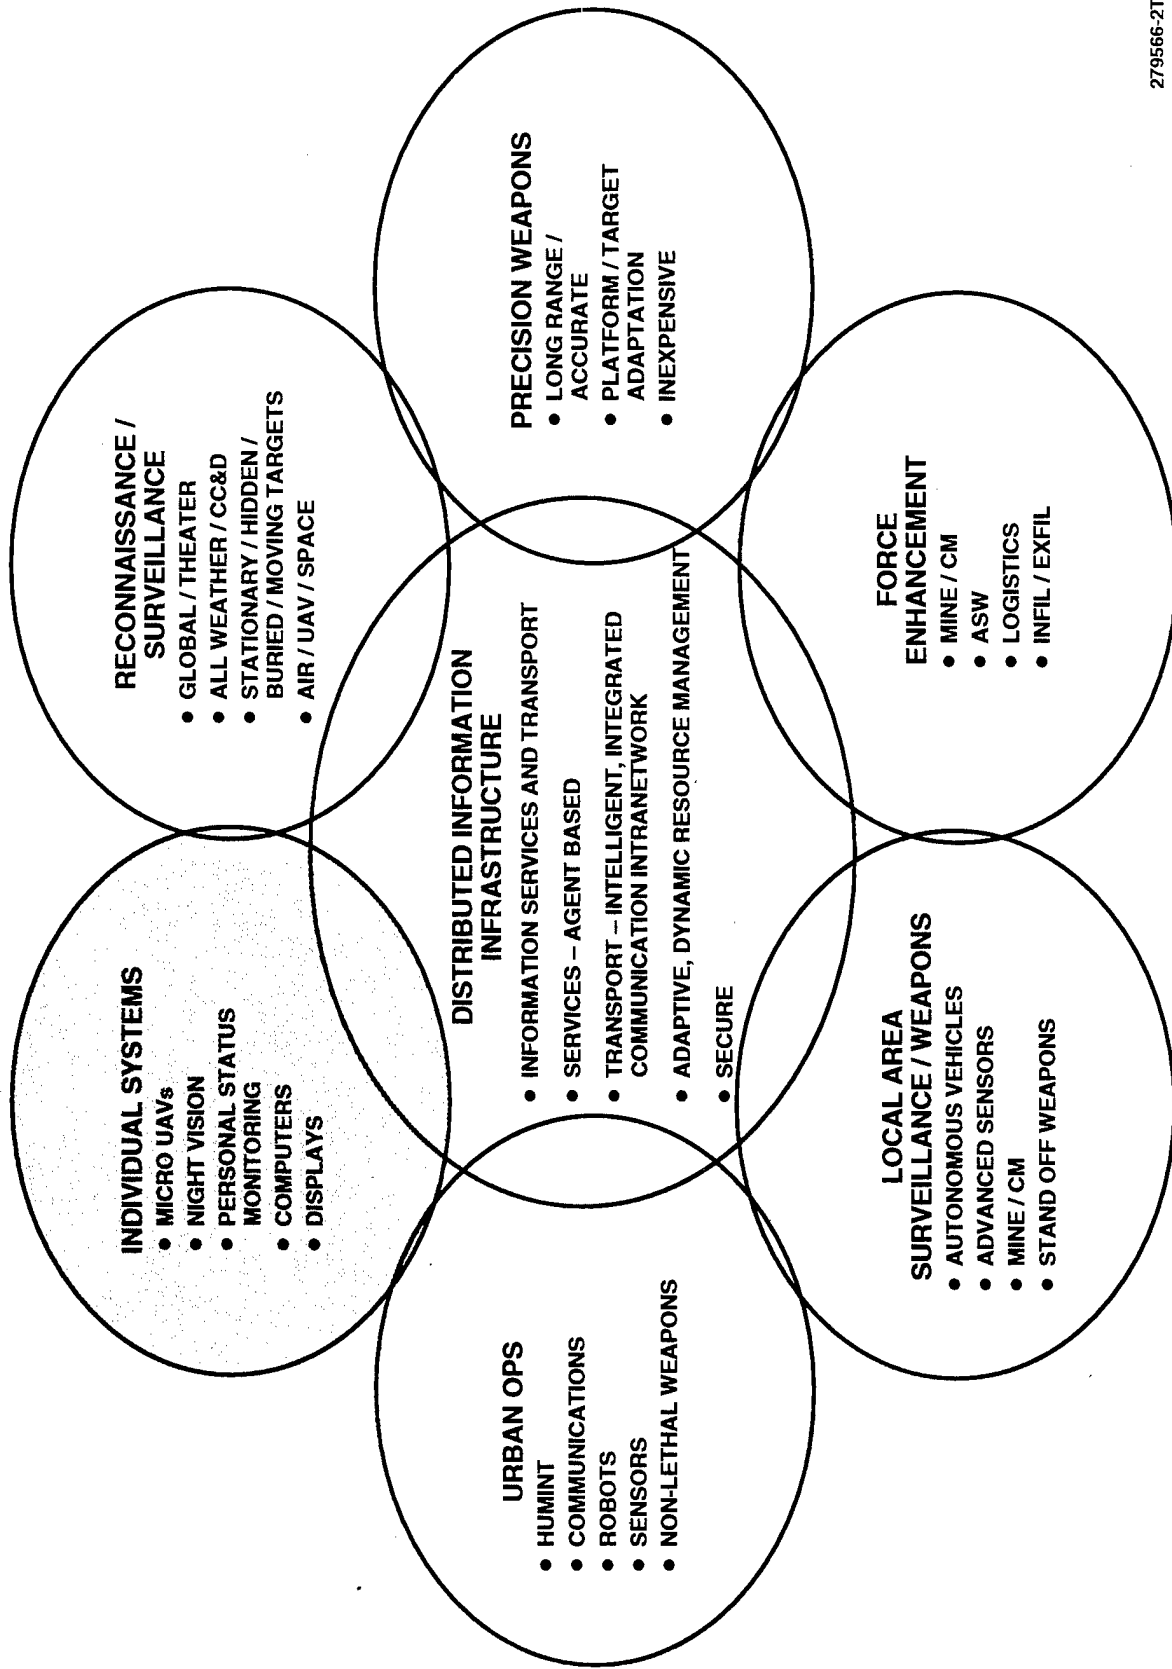 INDIVIDUAL SYSTEMS
• MICRO UAVs
• NIGHT VISION
• PERSONAL STATUS
MONITORING
• COMPUTERS
• DISPLAYS
RECONNAISSANCE /
SURVEILLANCE
• GLOBAL / THEATER
• ALL WEATHER / CC&D
• STATIONARY / HIDDEN /
BURIED / MOVING TARGETS
• AIR / UAV / SPACE
URBAN OPS
• HUMINT
• COMMUNICATIONS
• ROBOTS
• SENSORS
• NON-LETHAL WEAPONS
DISTRIBUTED INFORMATION
INFRASTRUCTURE
• INFORMATION SERVICES AND TRANSPORT
• SERVICES – AGENT BASED
• TRANSPORT – INTELLIGENT, INTEGRATED
COMMUNICATION INTRANETWORK
• ADAPTIVE, DYNAMIC RESOURCE MANAGEMENT
• SECURE
PRECISION WEAPONS
• LONG RANGE /
ACCURATE
• PLATFORM / TARGET
ADAPTATION
• INEXPENSIVE
LOCAL AREA
SURVEILLANCE / WEAPONS
• AUTONOMOUS VEHICLES
• ADVANCED SENSORS
• MINE / CM
• STAND OFF WEAPONS
FORCE
ENHANCEMENT
• MINE / CM
• ASW
• LOGISTICS
• INFIL / EXFIL
279566-2T